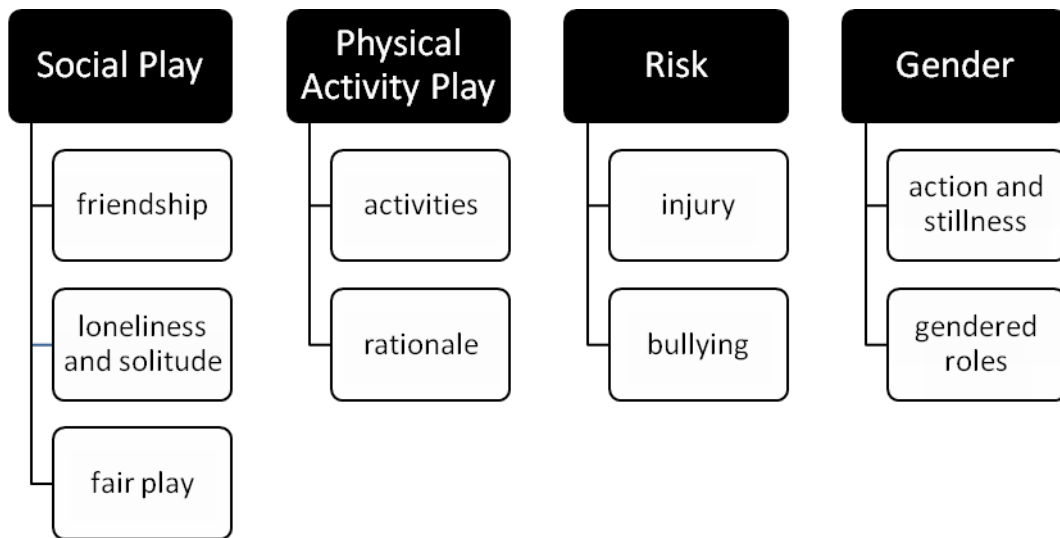 Social Play
friendship
loneliness
and solitude
fair play
Physical
Activity Play
activities
rationale
Risk
injury
bullying
Gender
action and
stillness
gendered
roles